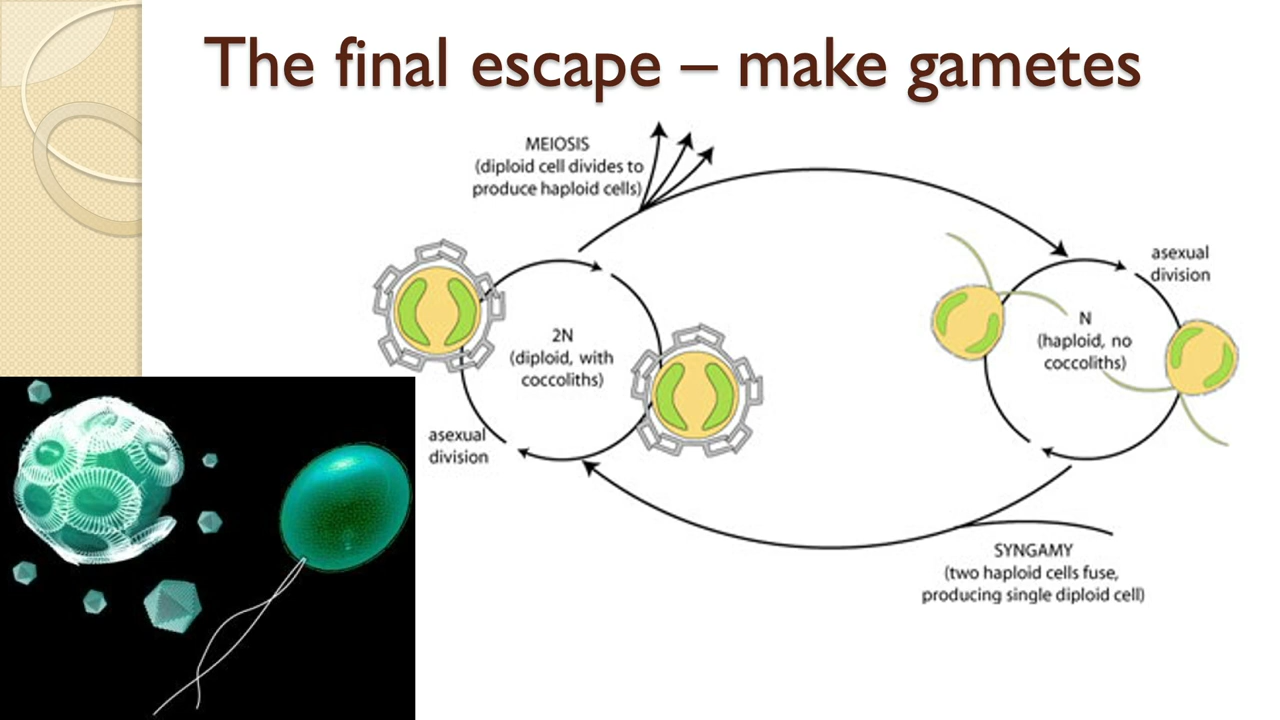 The final escape – make gametes
MEIOSIS
(diploid cell divides to
produce haploid cells)
asexual
division
2N
(diploid, with
coccoliths)
N
(haploid, no
coccoliths)
asexual
division
SYNGAMY
(two haploid cells fuse,
producing single diploid cell)